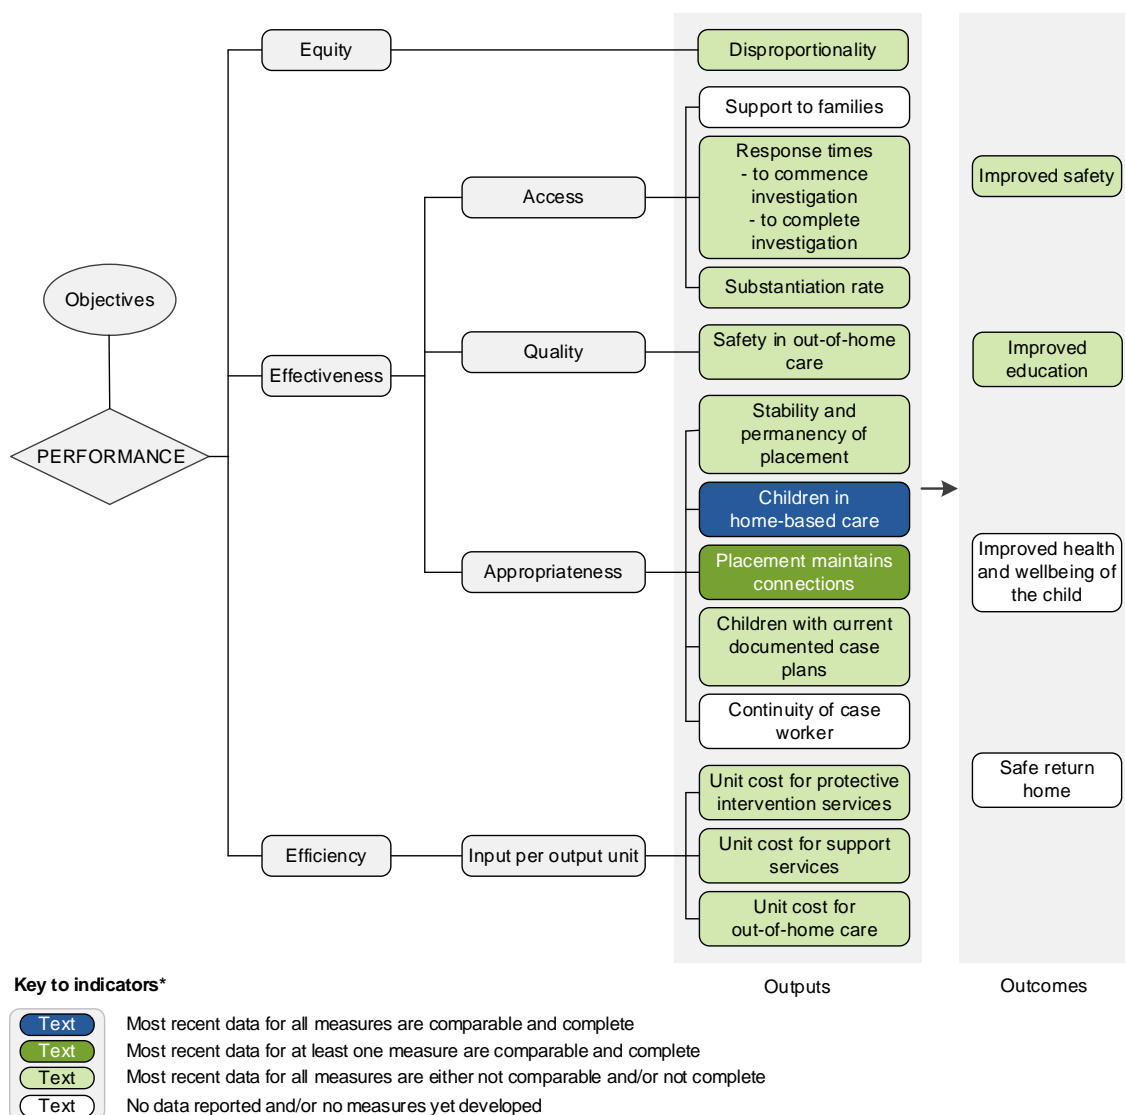 Equity
Disproportionality
Support to families
Response times
- to commence
investigation
- to complete
investigation
Access
Improved safety
Substantiation rate
Objectives
Quality
Safety in out-of-home
care
Improved
education
Effectiveness
Stability and
permanency of
placement
PERFORMANCE
Children in
home-based care
Appropriateness
Placement maintains
connections
Improved health
and wellbeing of
the child
Children with current
documented case
plans
Continuity of case
worker
Safe return
home
Unit cost for protective
intervention services
Efficiency
Input per output unit
Unit cost for support
services
Unit cost for
out-of-home care
Outputs
Outcomes
Key to indicators*
Text Most recent data for all measures are comparable and complete
Text Most recent data for at least one measure are comparable and complete
Text Most recent data for all measures are either not comparable and/or not complete
Text No data reported and/or no measures yet developed